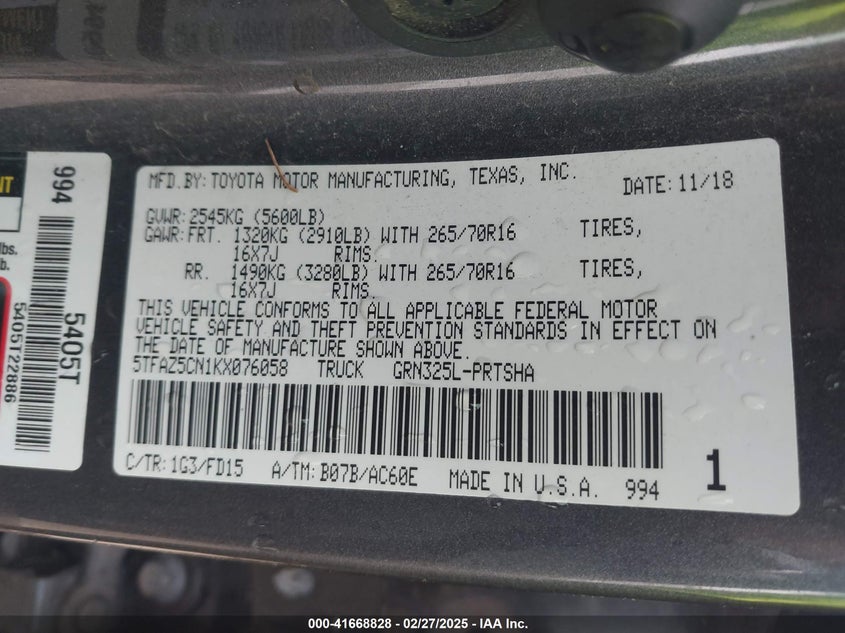 NT
lbs.
b.
994
5405T
5405T22886
MFD.BY: TOYOTA MOTOR MANUFACTURING, TEXAS, INC. DATE: 11/18
GVWR: 2545KG (5600LB)
GAWR: FRT. 1320KG (2910LB) WITH 265/70R16 TIRES,
16X7J RIMS.
RR. 1490KG (3280LB) WITH 265/70R16 TIRES,
16X7J RIMS.
THIS VEHICLE CONFORMS TO ALL APPLICABLE FEDERAL MOTOR
VEHICLE SAFETY AND THEFT PREVENTION STANDARDS IN EFFECT ON
THE DATE OF MANUFACTURE SHOWN ABOVE.
5TFAZ5CN1KX076058 TRUCK GRN325L-PRTSHA
C/TR: 1G3/FD15 A/TM: B07B/AC60E MADE IN U.S.A. 994 1
000-41668828 - 02/27/2025 - IAAI Inc.